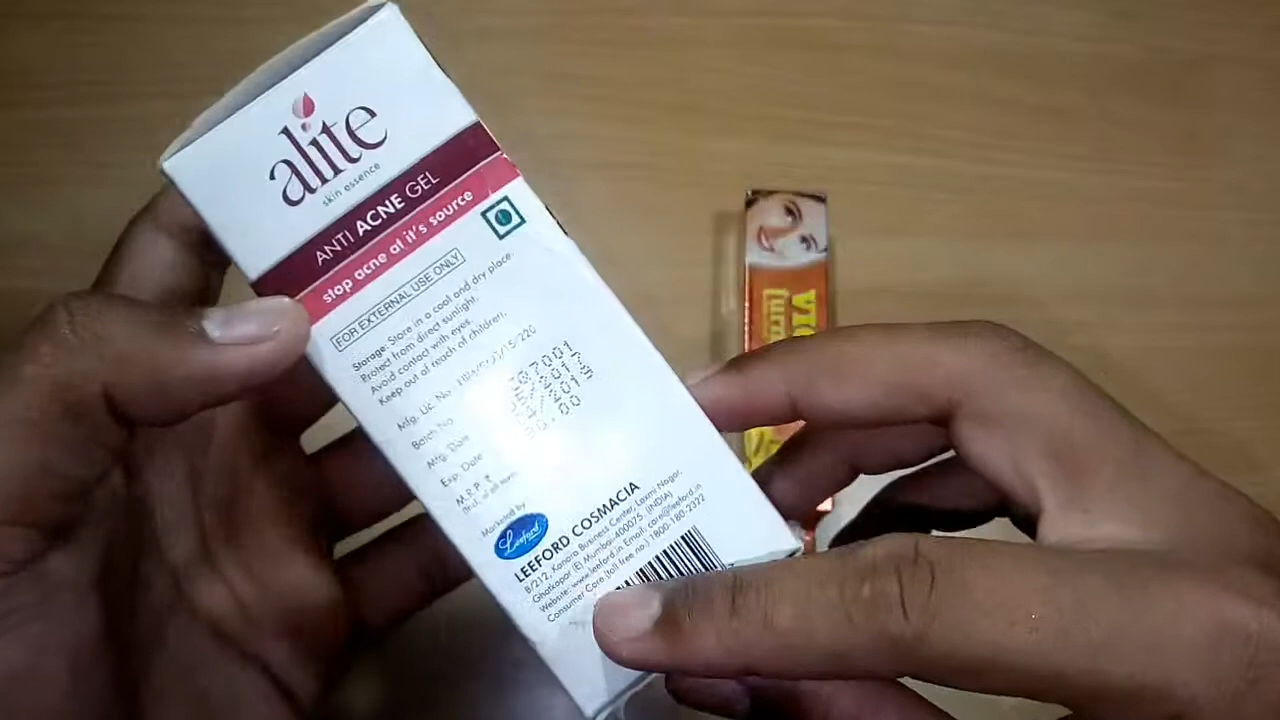 alite
skin essence
ANTI ACNE GEL
stop acne at it's source
FOR EXTERNAL USE ONLY
Storage: Store in a cool and dry place.
Protect from direct sunlight.
Avoid contact with eyes.
Keep out of reach of children.
Mfg. Lic. No.
Batch No
Mfg. Date
Exp. Date
M.R.P. ₹
Marketed by
Leeford
LEEFORD COSMACIA
B/212, Kanara Business Center, Laxmi Nagar,
Ghatkopar (E) Mumbai-400075. (INDIA)
Website: www.leeford.in Email: care@leeford.in
Consumer Care (toll free no.) 1800-180-2322